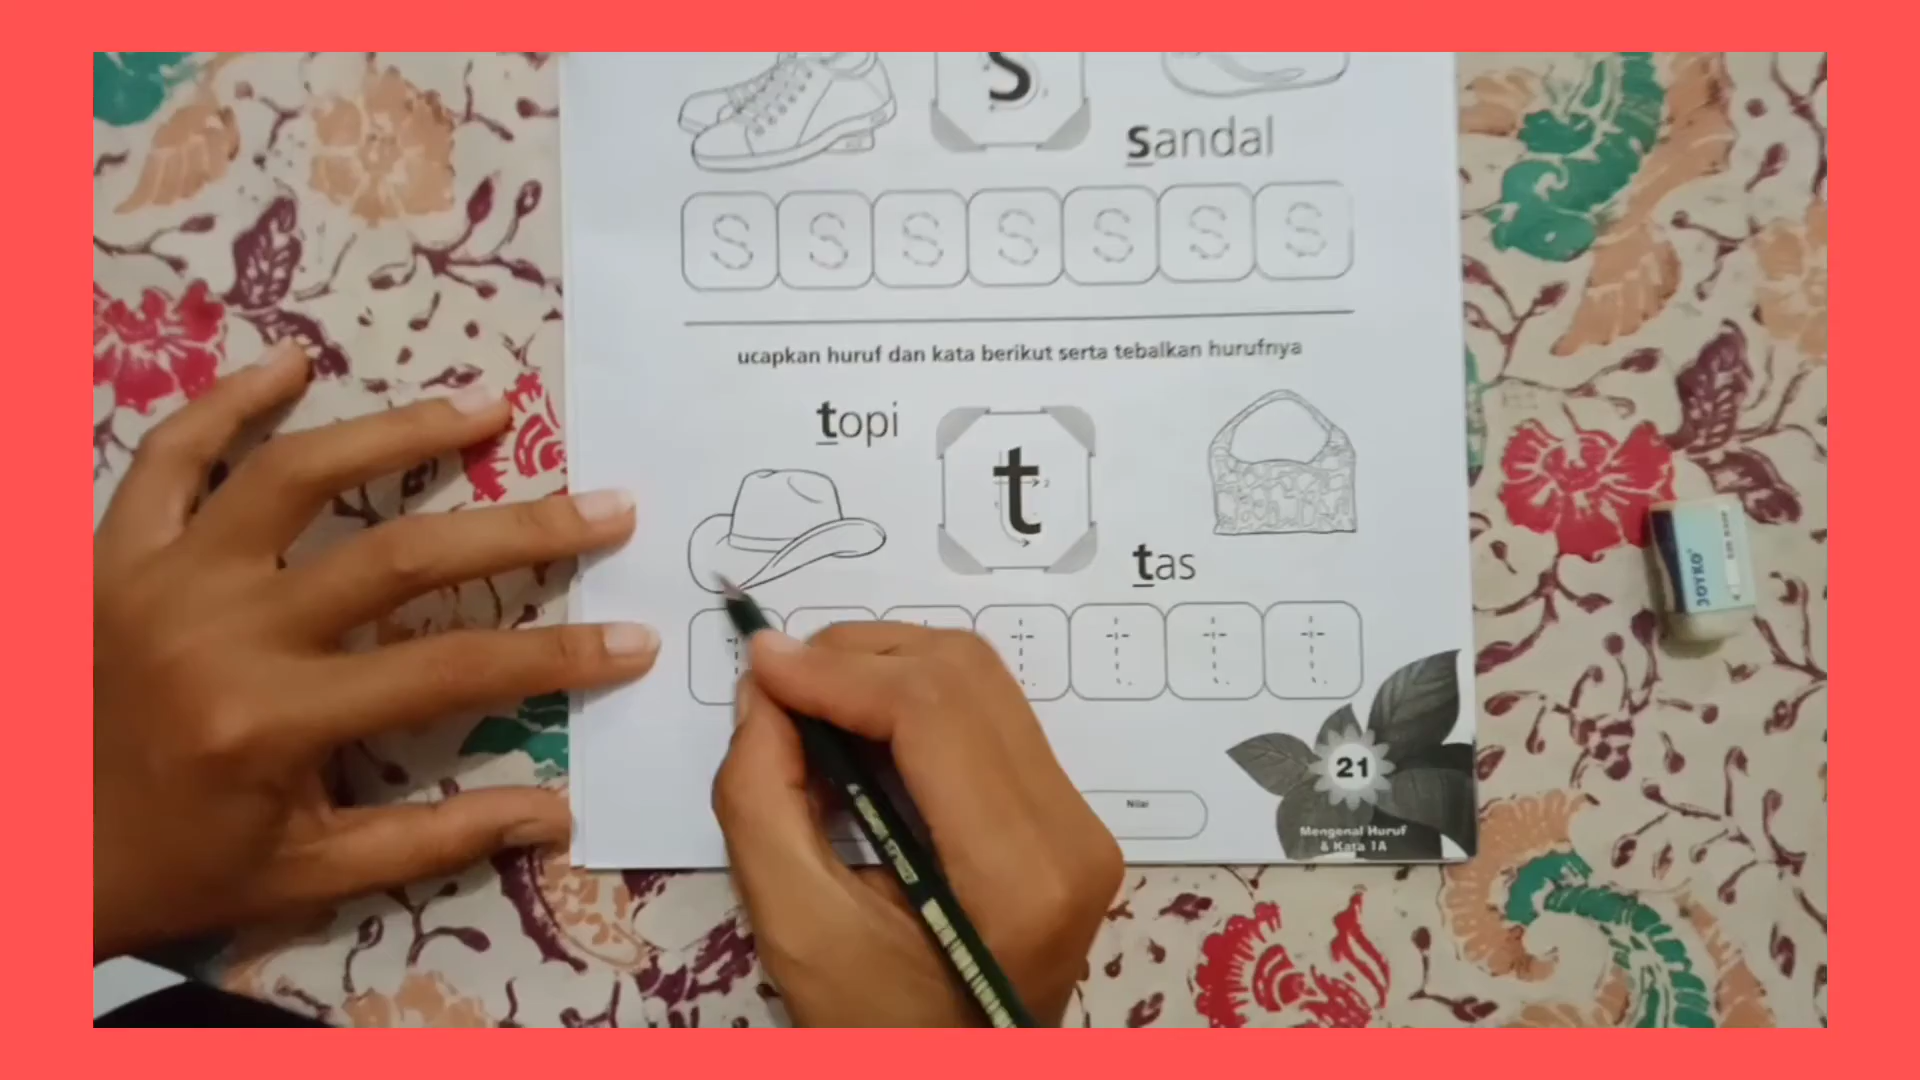 s
sandal
s s s s s s s
ucapkan huruf dan kata berikut serta tebalkan hurufnya
topi
t
tas
t t t t t
Nilai
21
Mengenal Huruf
& Kata 1A
JOYKO